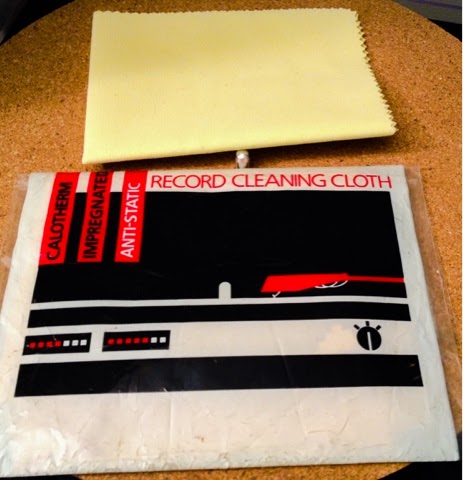 CALOTHERM
IMPREGNATED
ANTI-STATIC
RECORD CLEANING CLOTH